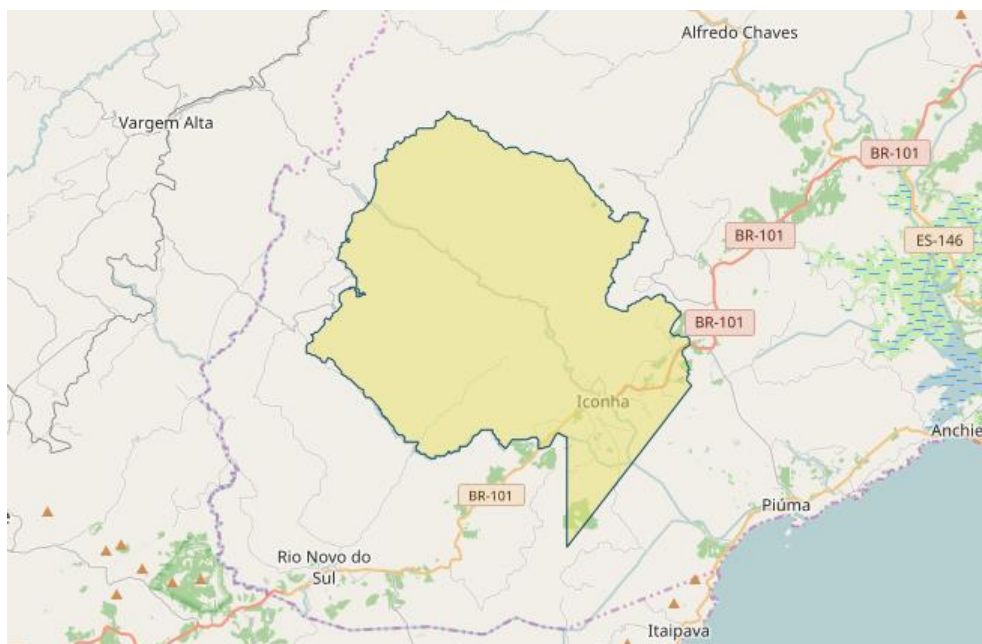 Alfredo Chaves
Vargem Alta
BR-101
BR-101
ES-146
BR-101
Iconha
Anchie
BR-101
Piúma
Rio Novo do
Sul
Itaipava
e